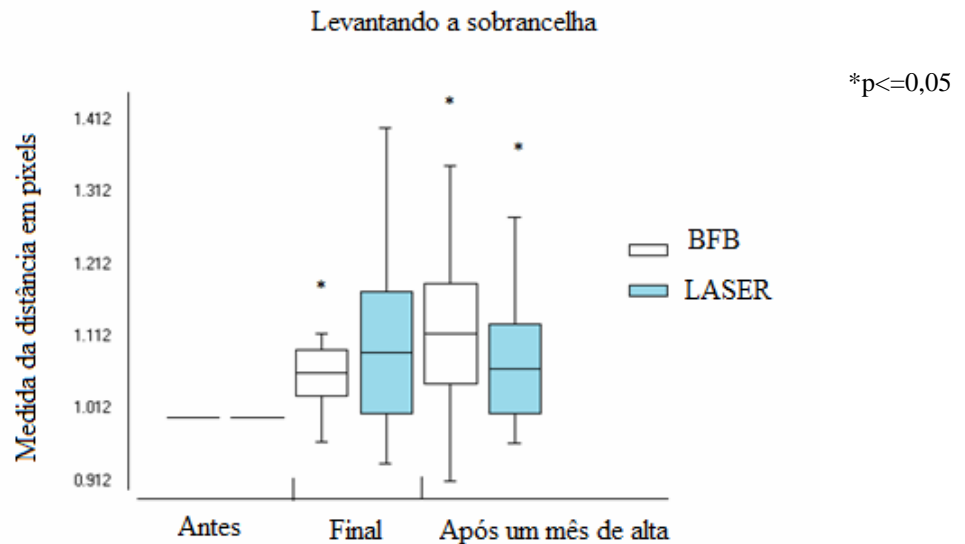 Levantando a sobrancelha
*p<=0,05
Medida da distância em pixels
1.412
1.312
1.212
1.112
1.012
0.912
*
*
*
BFB
LASER
Antes
Final
Após um mês de alta